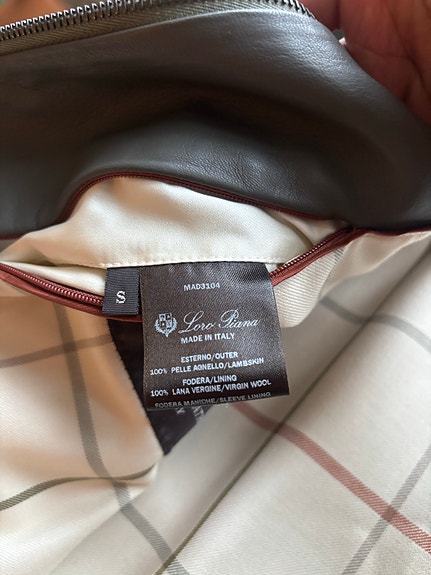 S
MAD3104
Loro Piana
MADE IN ITALY
ESTERNO/OUTER
100% PELLE AGNELLO/LAMBSKIN
FODERA/LINING
100% LANA VERGINE/VIRGIN WOOL
FODERA MANICHE/SLEEVE LINING